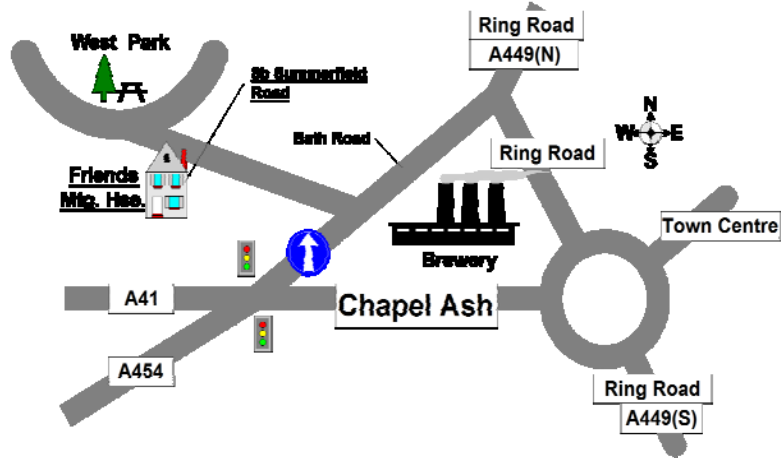 West Park
Ring Road
A449(N)
Summerfield
Road
N
W
E
S
Bath Road
Ring Road
Friends
Mtg. Hse.
Town Centre
Brewery
A41
Chapel Ash
A454
Ring Road
A449(S)